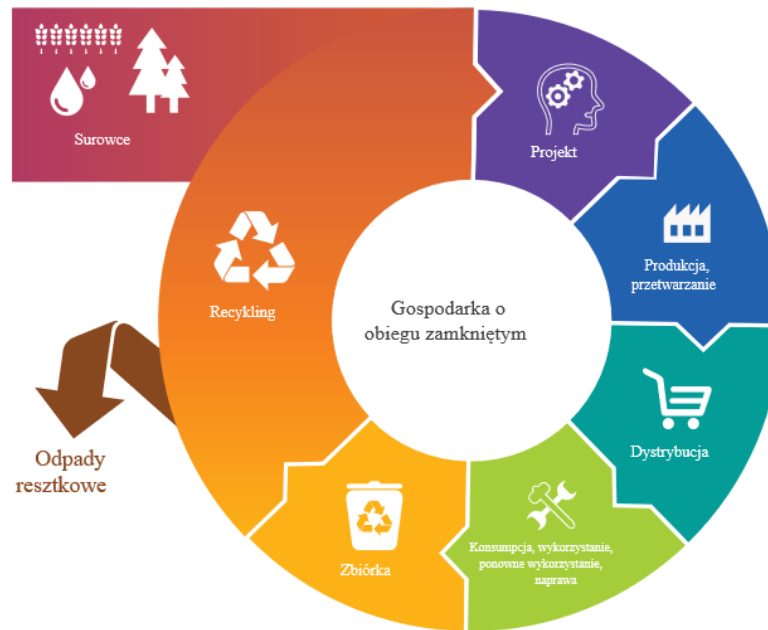 Surowce
Projekt
Produkcja,
przetwarzanie
Dystrybucja
Konsumpcja, wykorzystanie,
ponowne wykorzystanie,
naprawa
Zbiórka
Recykling
Odpady
resztkowe
Gospodarka o
obiegu zamkniętym